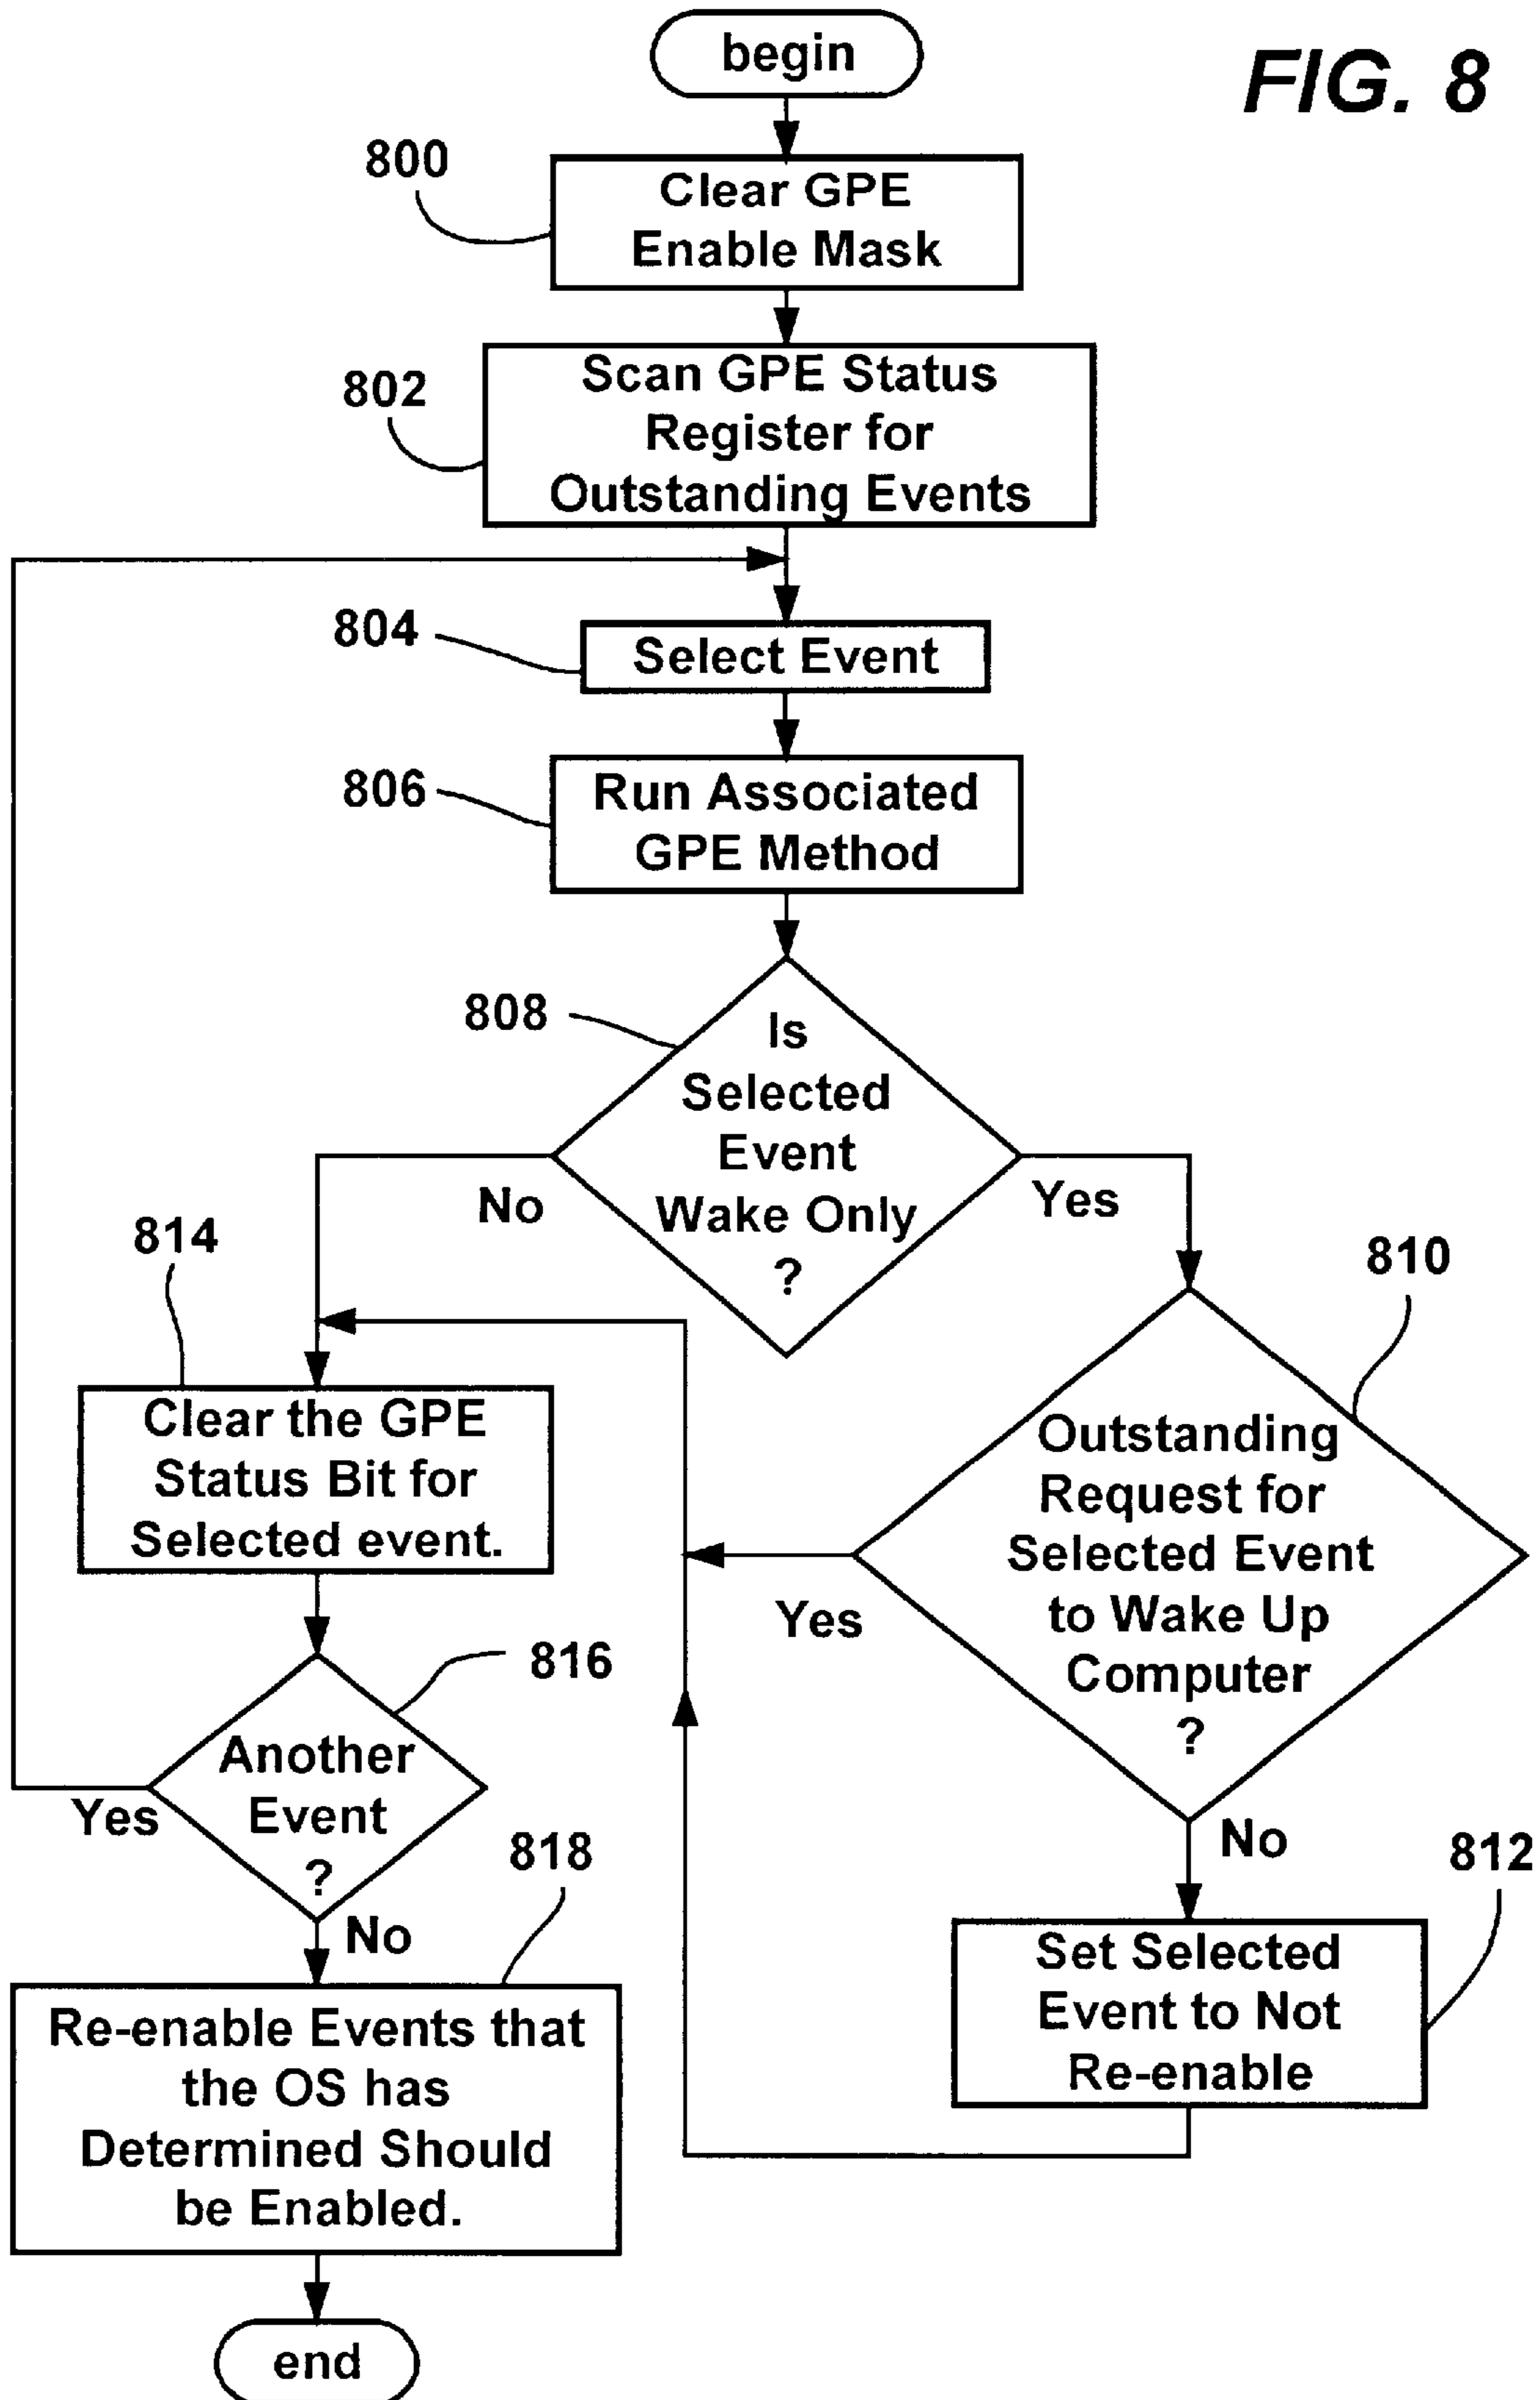 begin
FIG. 8
800
Clear GPE
Enable Mask
802
Scan GPE Status
Register for
Outstanding Events
804
Select Event
806
Run Associated
GPE Method
808
Is
Selected
Event
Wake Only
?
No
Yes
814
810
Clear the GPE
Status Bit for
Selected event.
Outstanding
Request for
Selected Event
to Wake Up
Computer
?
Yes
816
Another
Event
?
Yes
No
818
No
812
Set Selected
Event to Not
Re-enable
Re-enable Events that
the OS has
Determined Should
be Enabled.
end